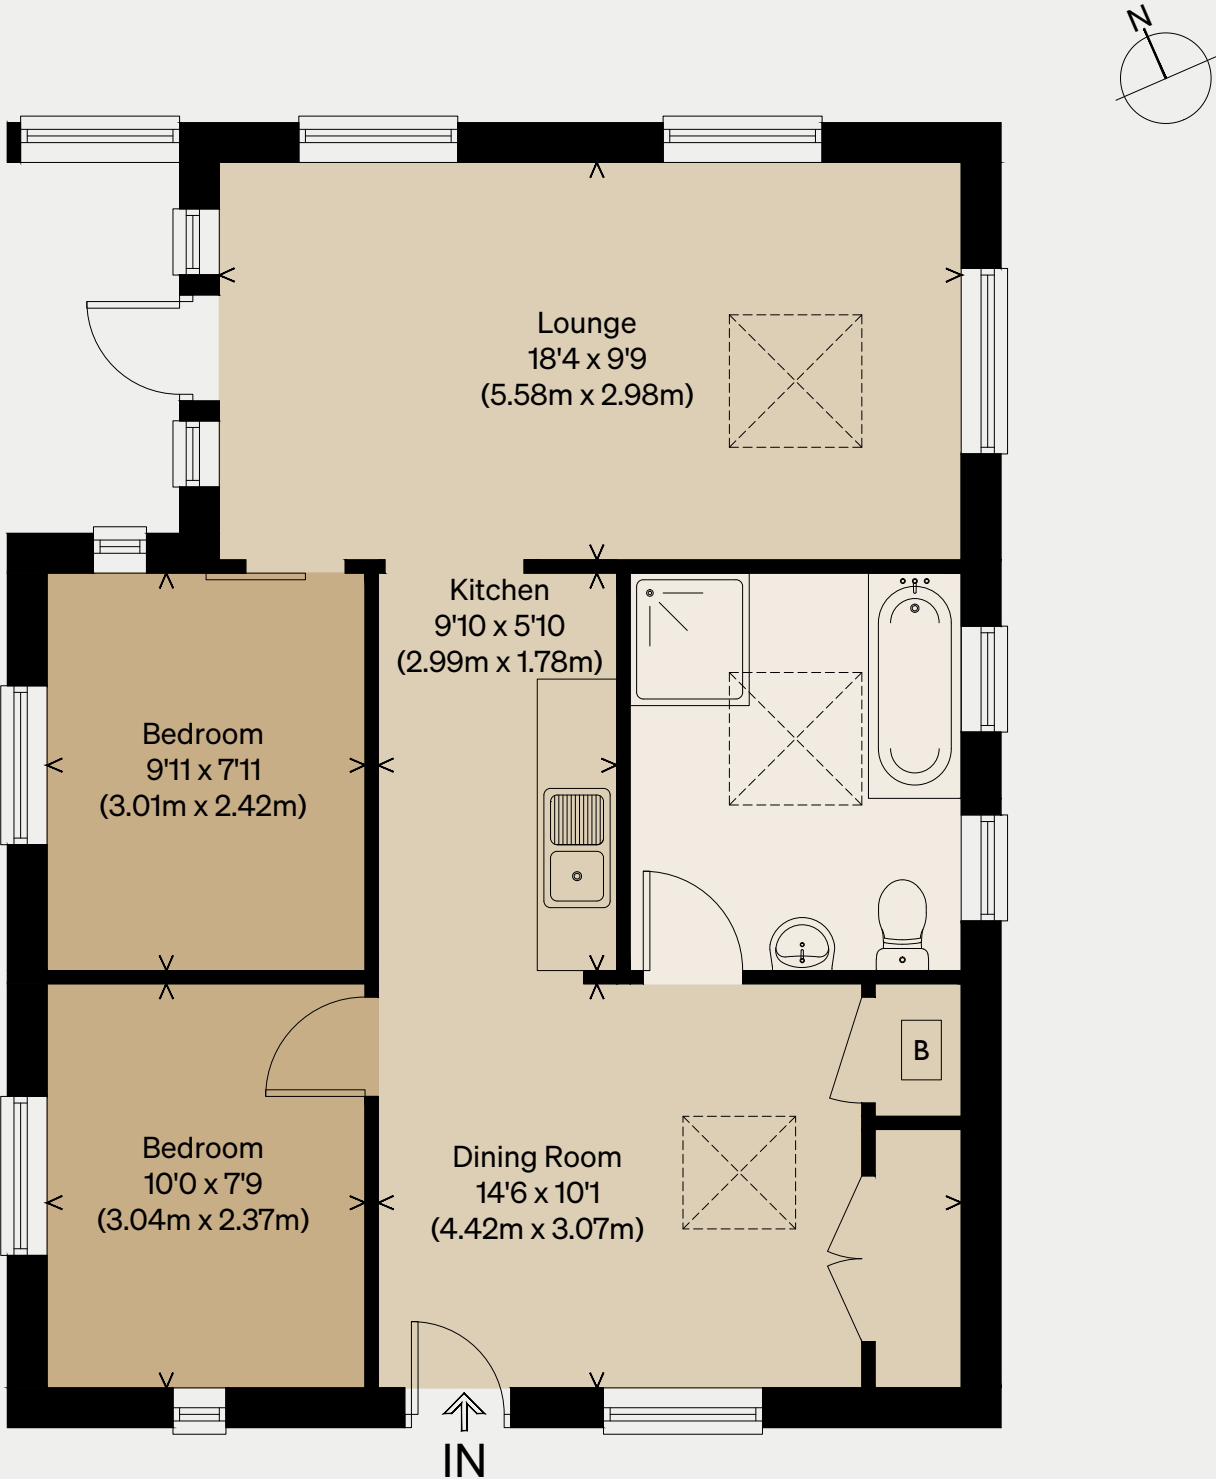 N
Lounge
18'4 x 9'9
(5.58m x 2.98m)
Kitchen
9'10 x 5'10
(2.99m x 1.78m)
Bedroom
9'11 x 7'11
(3.01m x 2.42m)
B
Bedroom
10'0 x 7'9
(3.04m x 2.37m)
Dining Room
14'6 x 10'1
(4.42m x 3.07m)
IN